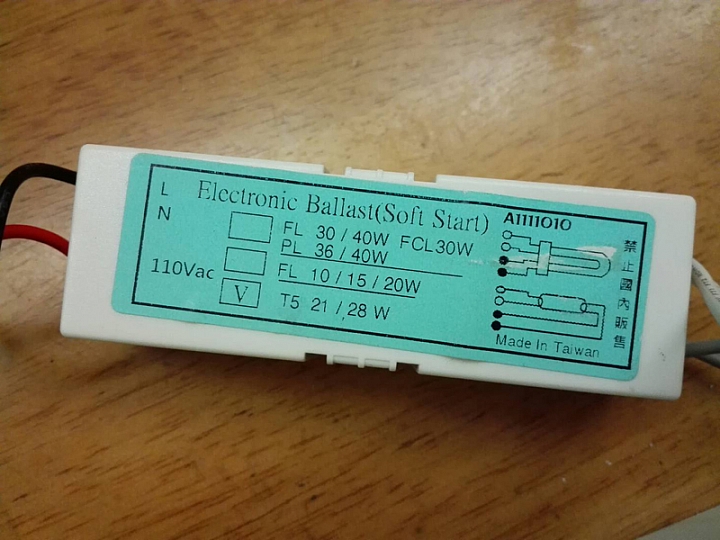 L
N
Electronic Ballast(Soft Start)
A1111010
FL 30/40W FCL30W
PL 36/40W
110Vac
FL 10/15/20W
V
T5 21/28W
禁止國內販售
Made In Taiwan